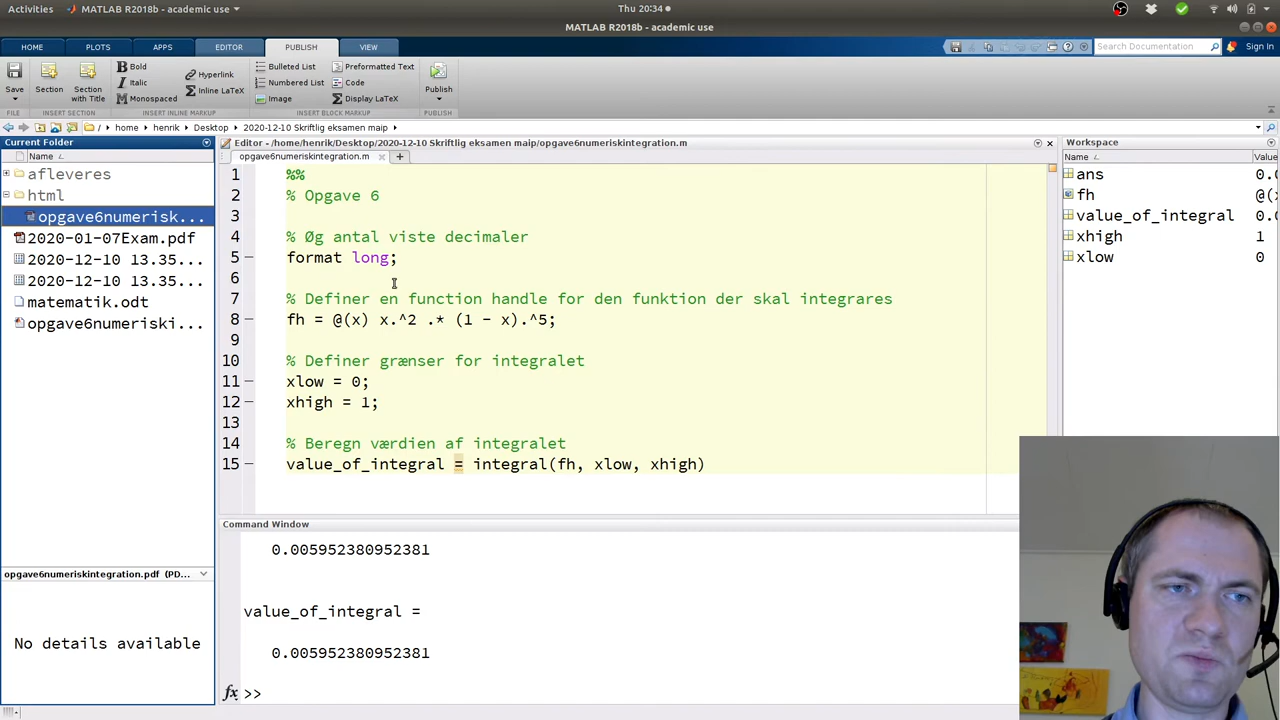 Activities MATLAB R2018b - academic use Thu 20:34
MATLAB R2018b - academic use
HOME PLOTS APPS EDITOR PUBLISH VIEW Search Documentation Sign In
Save Section Section with Title Bold Italic Monospaced Hyperlink Inline LaTeX Bulleted List Numbered List Image Preformatted Text Code Display LaTeX Publish
FILE INSERT SECTION INSERT INLINE MARKUP INSERT BLOCK MARKUP PUBLISH
/ home henrik Desktop 2020-12-10 Skriftlig eksamen maip
Current Folder
Name
afleveres
html
opgave6numerisk...
2020-01-07Exam.pdf
2020-12-10 13.35...
2020-12-10 13.35...
matematik.odt
opgave6numeriski...
opgave6numeriskintegration.pdf (PD...
No details available
Editor - /home/henrik/Desktop/2020-12-10 Skriftlig eksamen maip/opgave6numeriskintegration.m
opgave6numeriskintegration.m
1 %%
2 % Opgave 6
3
4 % Øg antal viste decimaler
5 format long;
6
7 % Definer en function handle for den funktion der skal integrares
8 fh = @(x) x.^2 .* (1 - x).^5;
9
10 % Definer grænser for integralet
11 xlow = 0;
12 xhigh = 1;
13
14 % Beregn værdien af integralet
15 value_of_integral = integral(fh, xlow, xhigh)
Command Window
0.005952380952381
value_of_integral =
0.005952380952381
fx >>
Workspace
Name Value
ans 0.0
fh @(x
value_of_integral 0.0
xhigh 1
xlow 0